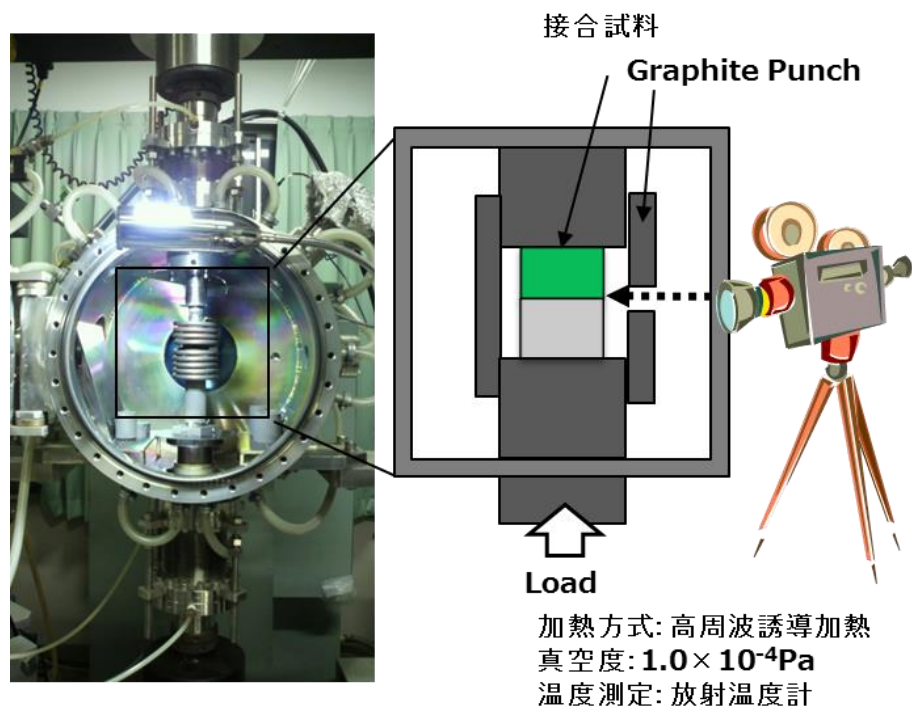 接合試料
Graphite Punch
Load
加熱方式: 高周波誘導加熱
真空度: 1.0×10⁻⁴Pa
温度測定: 放射温度計